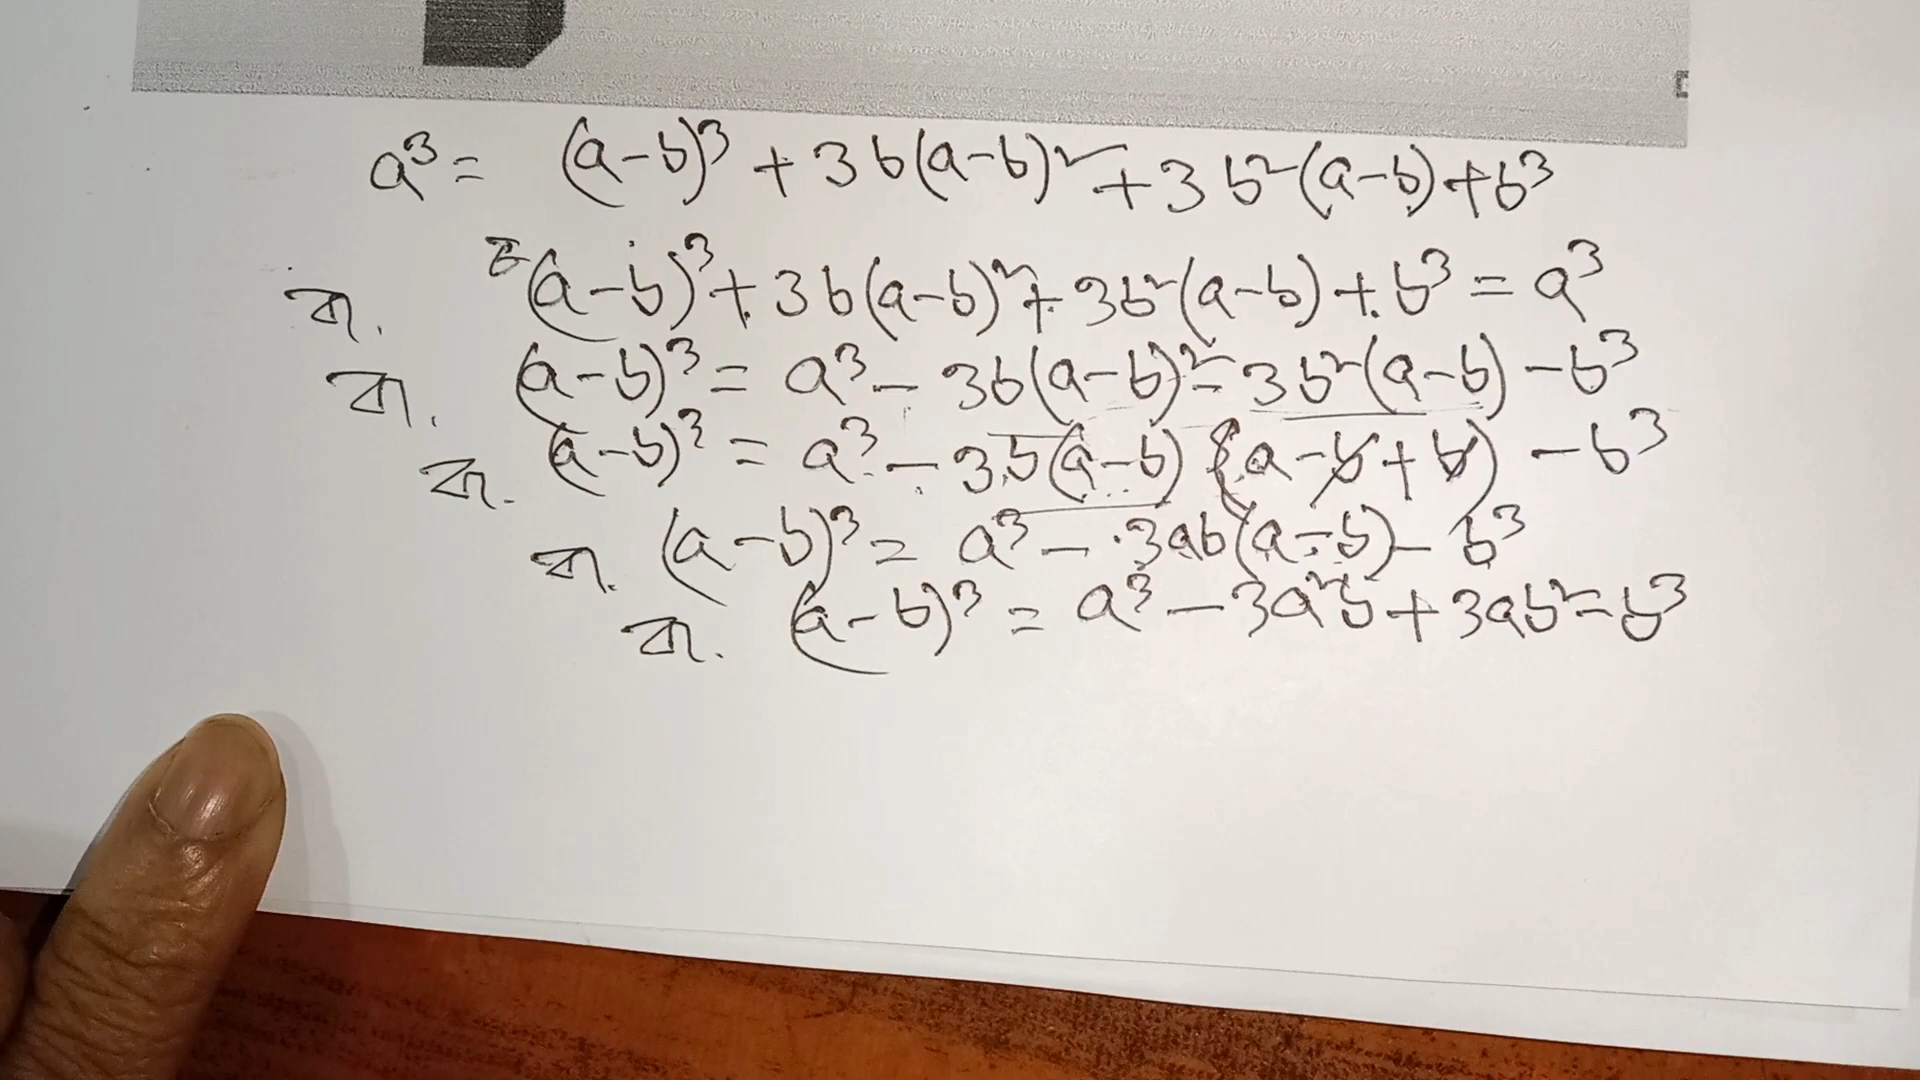 a³ = (a-b)³ + 3b(a-b)² + 3b²(a-b) + b³
বা, (a-b)³ + 3b(a-b)² + 3b²(a-b) + b³ = a³
বা, (a-b)³ = a³ - 3b(a-b)² - 3b²(a-b) - b³
বা, (a-b)³ = a³ - 3b(a-b) {a-b+b) - b³
বা, (a-b)³ = a³ - 3ab(a-b) - b³
বা, (a-b)³ = a³ - 3a²b + 3ab² - b³